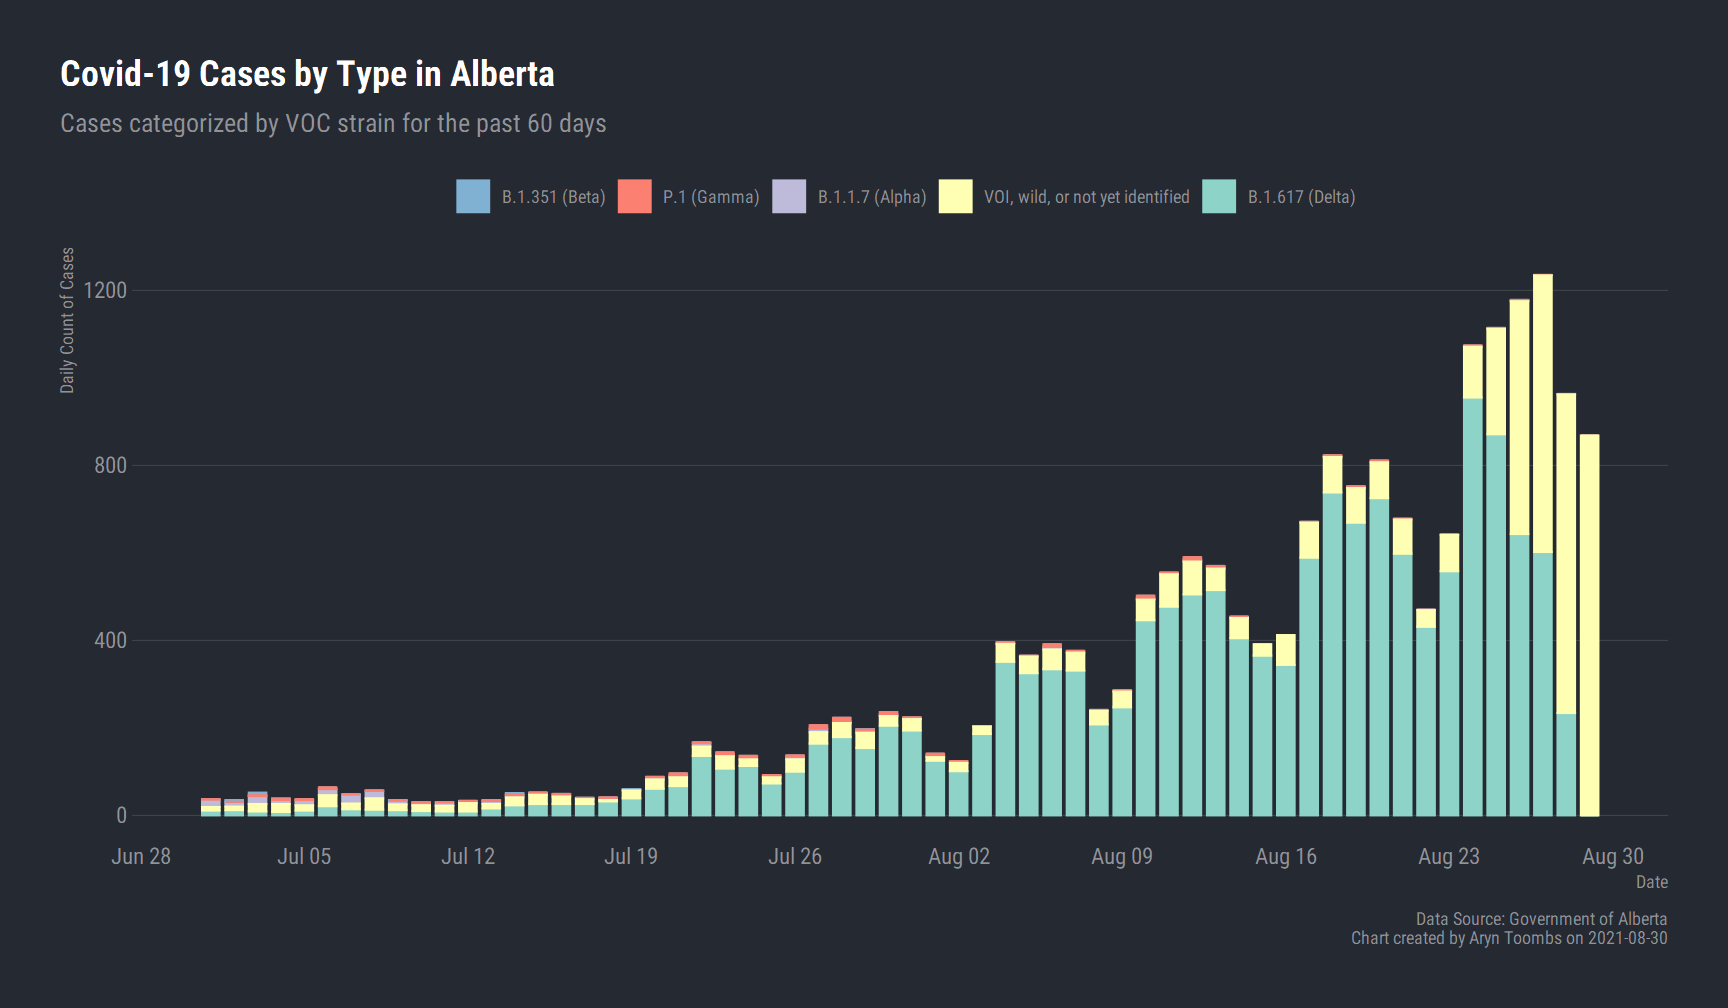 Covid-19 Cases by Type in Alberta
Cases categorized by VOC strain for the past 60 days
B.1.351 (Beta) P.1 (Gamma) B.1.1.7 (Alpha) VOI, wild, or not yet identified B.1.617 (Delta)
Daily Count of Cases
1200
800
400
0
Jun 28 Jul 05 Jul 12 Jul 19 Jul 26 Aug 02 Aug 09 Aug 16 Aug 23 Aug 30
Date
Data Source: Government of Alberta
Chart created by Aryn Toombs on 2021-08-30